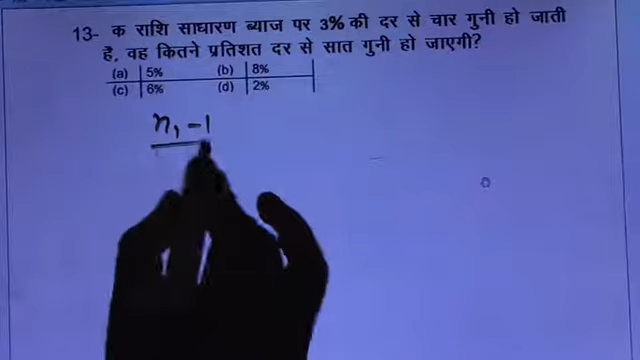 13- क राशि साधारण ब्याज पर 3% की दर से चार गुनी हो जाती
है, वह कितने प्रतिशत दर से सात गुनी हो जाएगी?
(a) 5% (b) 8%
(c) 6% (d) 2%
n₁ -1